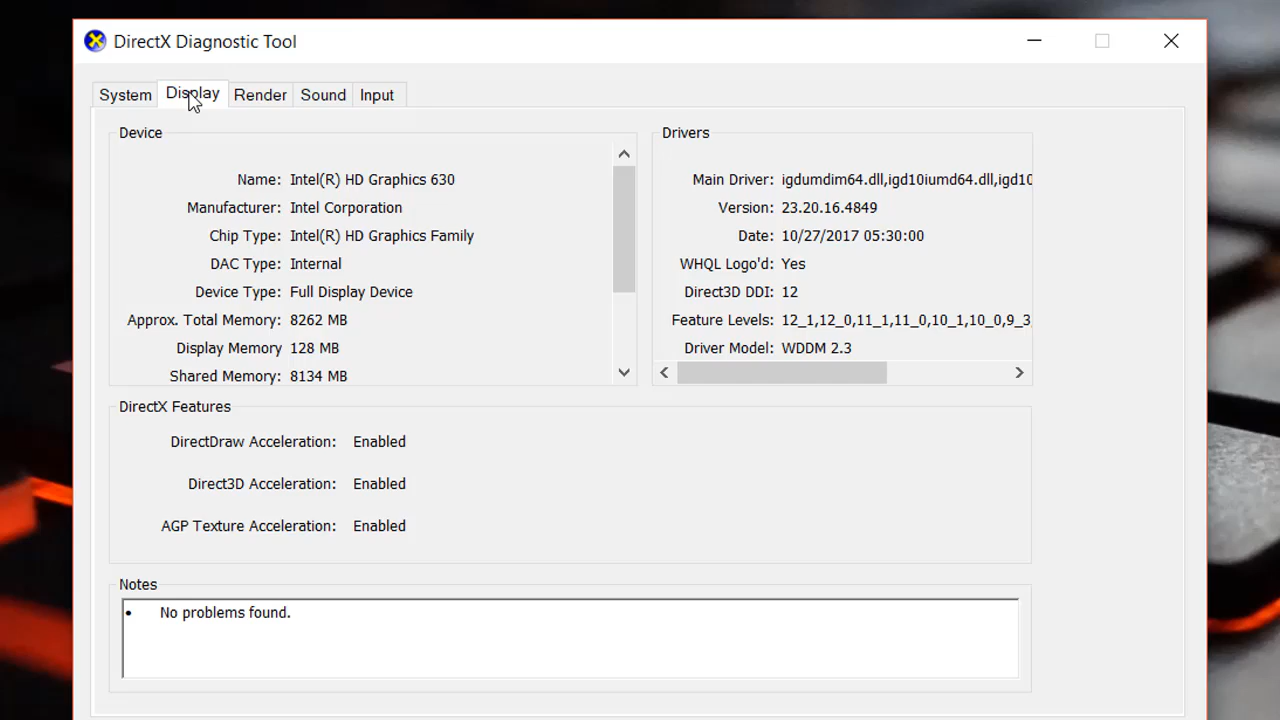 DirectX Diagnostic Tool
System Display Render Sound Input
Device
Name: Intel(R) HD Graphics 630
Manufacturer: Intel Corporation
Chip Type: Intel(R) HD Graphics Family
DAC Type: Internal
Device Type: Full Display Device
Approx. Total Memory: 8262 MB
Display Memory 128 MB
Shared Memory: 8134 MB
Drivers
Main Driver: igdumdim64.dll,igd10iumd64.dll,igd10
Version: 23.20.16.4849
Date: 10/27/2017 05:30:00
WHQL Logo'd: Yes
Direct3D DDI: 12
Feature Levels: 12_1,12_0,11_1,11_0,10_1,10_0,9_3,
Driver Model: WDDM 2.3
DirectX Features
DirectDraw Acceleration: Enabled
Direct3D Acceleration: Enabled
AGP Texture Acceleration: Enabled
Notes
• No problems found.